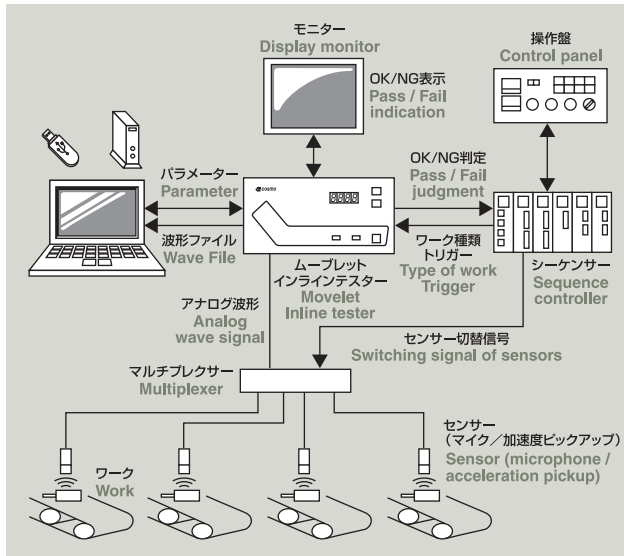 モニター
Display monitor
OK/NG表示
Pass / Fail
indication
操作盤
Control panel
パラメーター
Parameter
波形ファイル
Wave File
COSMO
8888
OK/NG判定
Pass / Fail
judgment
ワーク種類
トリガー
Type of work
Trigger
ムーブレット
インラインテスター
Movelet
Inline tester
シーケンサー
Sequence
controller
アナログ波形
Analog
wave signal
センサー切替信号
Switching signal of sensors
マルチプレクサー
Multiplexer
センサー
（マイク／加速度ピックアップ）
Sensor (microphone /
acceleration pickup)
ワーク
Work